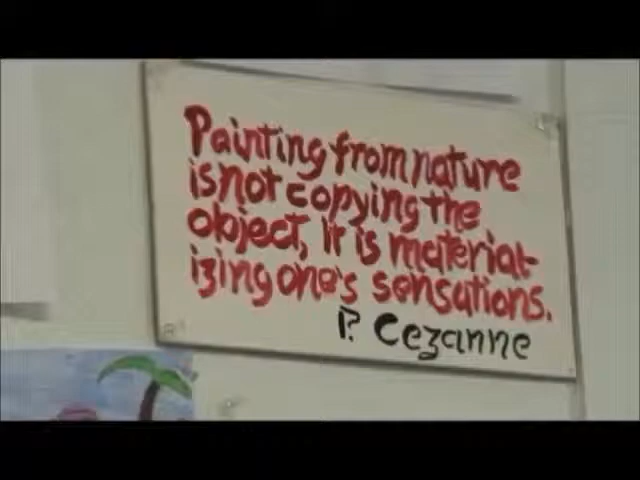 Painting from nature
is not copying the
object, it is material-
izing one's sensations.
P. Cezanne